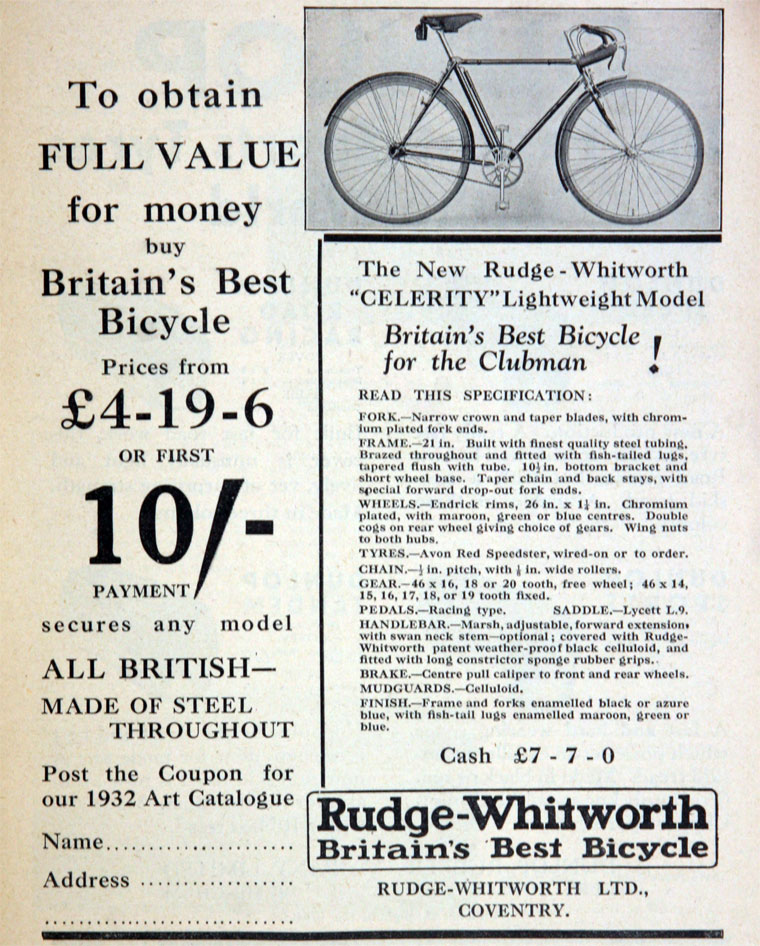 To obtain
FULL VALUE
for money
buy
Britain's Best
Bicycle
Prices from
£4-19-6
OR FIRST
10/-
PAYMENT
secures any model
ALL BRITISH—
MADE OF STEEL
THROUGHOUT
Post the Coupon for
our 1932 Art Catalogue
Name......................
Address ..................
..............................
The New Rudge-Whitworth
"CELERITY" Lightweight Model
Britain's Best Bicycle
for the Clubman !
READ THIS SPECIFICATION:
FORK.—Narrow crown and taper blades, with chrom-
ium plated fork ends.
FRAME.—21 in. Built with finest quality steel tubing.
Brazed throughout and fitted with fish-tailed lugs,
tapered flush with tube. 10½in. bottom bracket and
short wheel base. Taper chain and back stays, with
special forward drop-out fork ends.
WHEELS.—Endrick rims, 26 in. x 1¼ in. Chromium
plated, with maroon, green or blue centres. Double
cogs on rear wheel giving choice of gears. Wing nuts
to both hubs.
TYRES.—Avon Red Speedster, wired-on or to order.
CHAIN.—½ in. pitch, with ⅛ in. wide rollers.
GEAR.—46 x 16, 18 or 20 tooth, free wheel; 46 x 14,
15, 16, 17, 18, or 19 tooth fixed.
PEDALS.—Racing type. SADDLE.—Lycett L.9.
HANDLEBAR.—Marsh, adjustable, forward extension,
with swan neck stem—optional; covered with Rudge-
Whitworth patent weather-proof black celluloid, and
fitted with long constrictor sponge rubber grips.
BRAKE.—Centre pull caliper to front and rear wheels.
MUDGUARDS.—Celluloid.
FINISH.—Frame and forks enamelled black or azure
blue, with fish-tail lugs enamelled maroon, green or
blue.
Cash £7 - 7 - 0
Rudge-Whitworth
Britain's Best Bicycle
RUDGE-WHITWORTH LTD.,
COVENTRY.